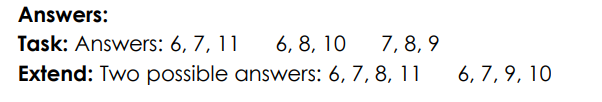 Answers:
Task: Answers: 6, 7, 11 6, 8, 10 7, 8, 9
Extend: Two possible answers: 6, 7, 8, 11 6, 7, 9, 10